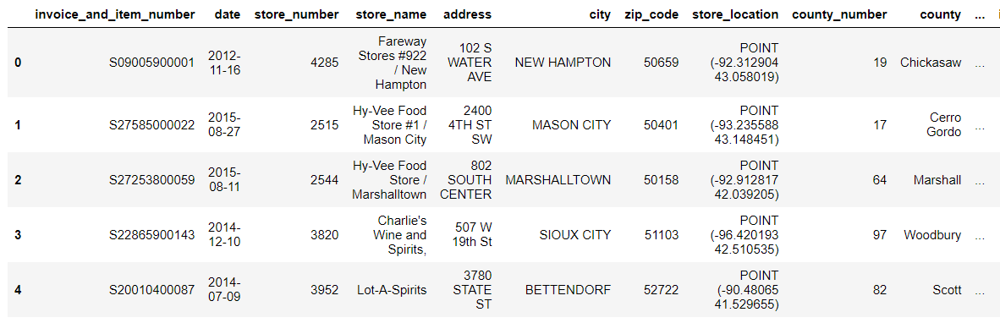 invoice_and_item_number date store_number store_name address city zip_code store_location county_number county ... i
Fareway
Stores #922
/ New
Hampton
102 S
WATER
AVE
POINT
(-92.312904
43.058019)
0 S09005900001 2012-
11-16 4285 NEW HAMPTON 50659 19 Chickasaw ...
Hy-Vee Food
Store #1 /
Mason City
2400
4TH ST
SW
POINT
(-93.235588
43.148451)
1 S27585000022 2015-
08-27 2515 MASON CITY 50401 17 Cerro
Gordo ...
Hy-Vee Food
Store /
Marshalltown
802
SOUTH
CENTER
POINT
(-92.912817
42.039205)
2 S27253800059 2015-
08-11 2544 MARSHALLTOWN 50158 64 Marshall ...
Charlie's
Wine and
Spirits,
507 W
19th St
POINT
(-96.420193
42.510535)
3 S22865900143 2014-
12-10 3820 SIOUX CITY 51103 97 Woodbury ...
3780
STATE
ST
POINT
(-90.48065
41.529655)
4 S20010400087 2014-
07-09 3952 Lot-A-Spirits BETTENDORF 52722 82 Scott ...